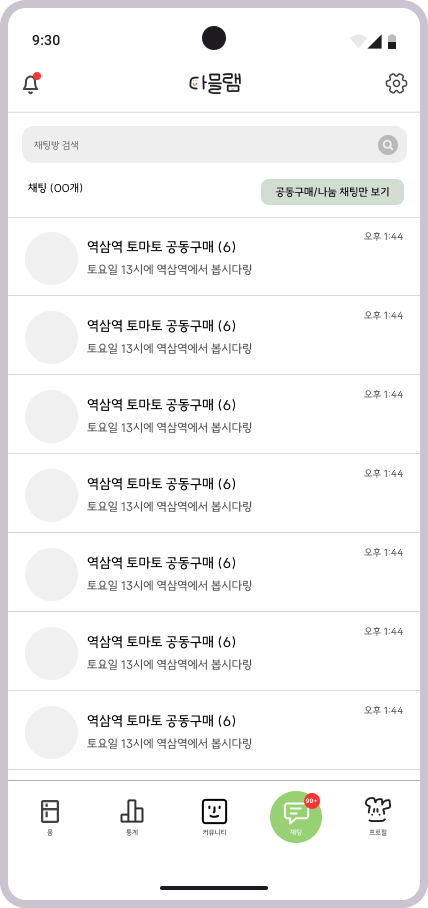 9:30
다믈랩
채팅방 검색
채팅 (00개)
공동구매/나눔 채팅만 보기
역삼역 토마토 공동구매 (6)
오후 1:44
토요일 13시에 역삼역에서 봅시다링
역삼역 토마토 공동구매 (6)
오후 1:44
토요일 13시에 역삼역에서 봅시다링
역삼역 토마토 공동구매 (6)
오후 1:44
토요일 13시에 역삼역에서 봅시다링
역삼역 토마토 공동구매 (6)
오후 1:44
토요일 13시에 역삼역에서 봅시다링
역삼역 토마토 공동구매 (6)
오후 1:44
토요일 13시에 역삼역에서 봅시다링
역삼역 토마토 공동구매 (6)
오후 1:44
토요일 13시에 역삼역에서 봅시다링
역삼역 토마토 공동구매 (6)
오후 1:44
토요일 13시에 역삼역에서 봅시다링
99+
홈
통계
커뮤니티
채팅
프로필